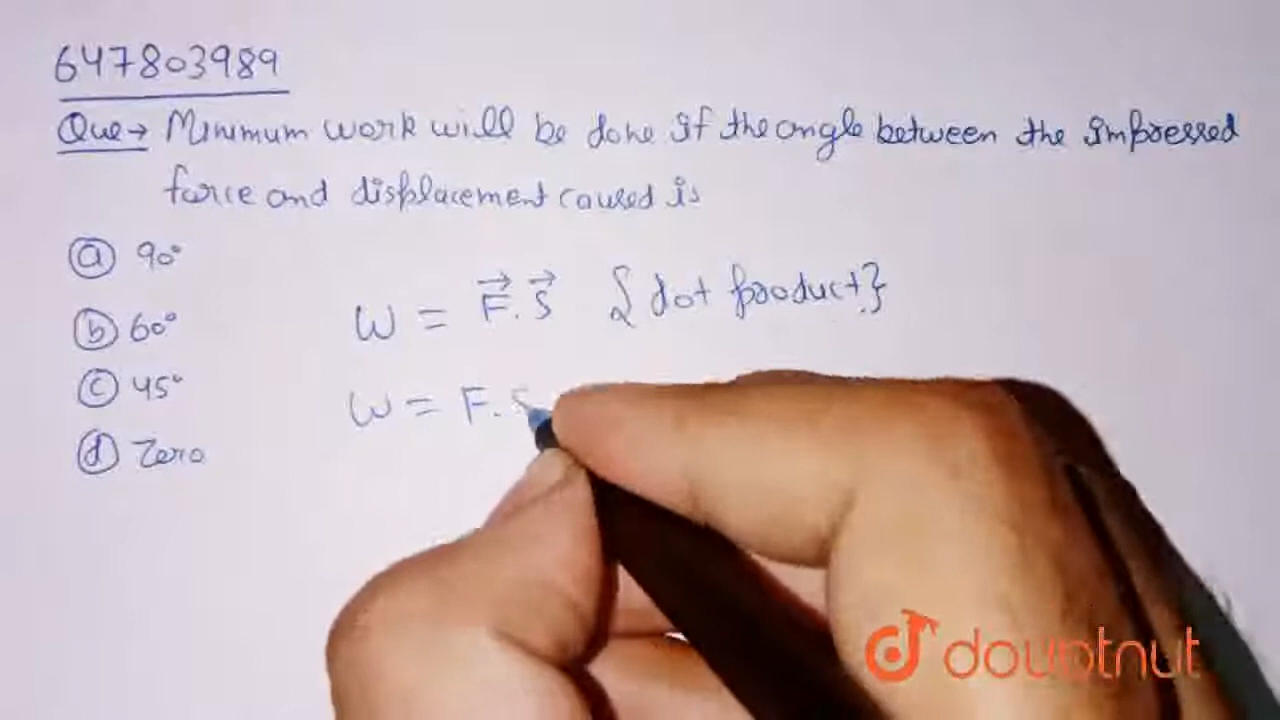 647803989
Que→ Minimum work will be done if the angle between the impressed
force and displacement caused is
(a) 90°
(b) 60°
(c) 45°
(d) Zero
W = F⃗.S⃗ {dot product}
W = F.S
doubtnut